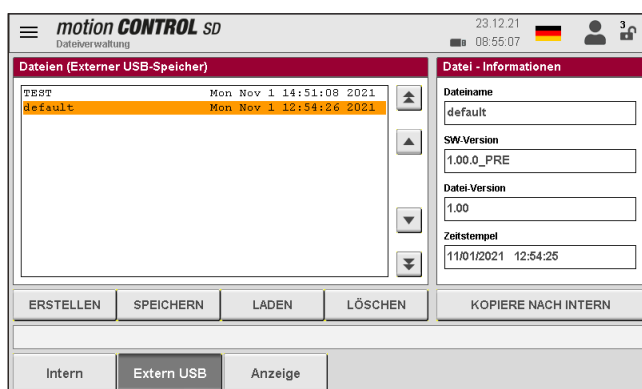 motion CONTROL SD
Dateiverwaltung
23.12.21
08:55:07
3
Dateien (Externer USB-Speicher)
TEST Mon Nov 1 14:51:08 2021
default Mon Nov 1 12:54:26 2021
Datei - Informationen
Dateiname
default
SW-Version
1.00.0_PRE
Datei-Version
1.00
Zeitstempel
11/01/2021 12:54:25
ERSTELLEN SPEICHERN LADEN LÖSCHEN KOPIERE NACH INTERN
Intern Extern USB Anzeige